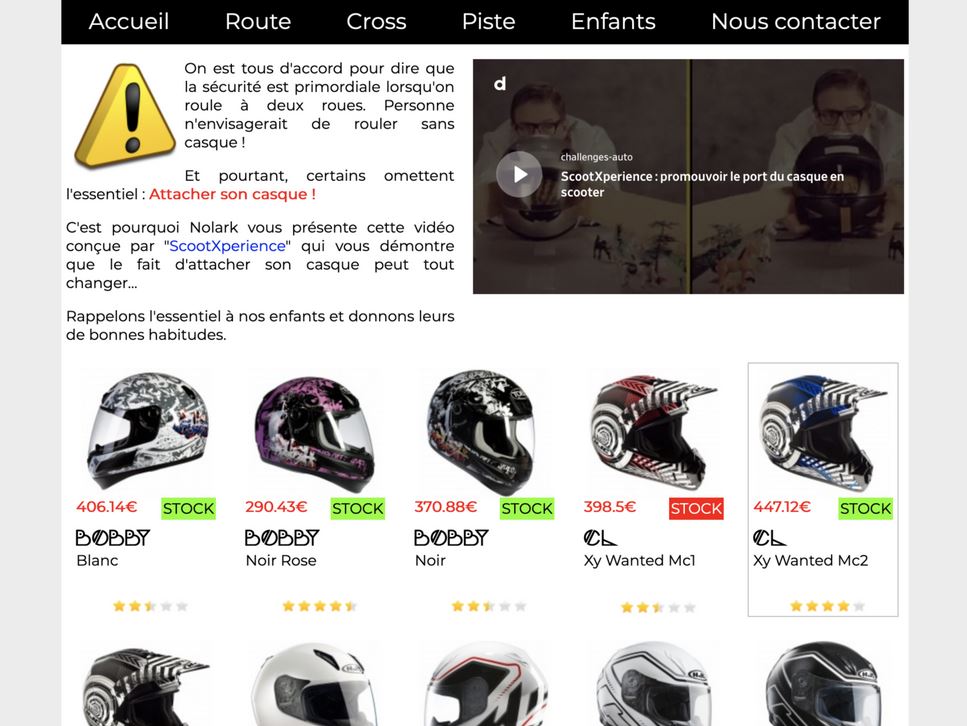 Accueil Route Cross Piste Enfants Nous contacter
On est tous d'accord pour dire que
la sécurité est primordiale lorsqu'on
roule à deux roues. Personne
n'envisagerait de rouler sans
casque !
Et pourtant, certains omettent
l'essentiel : Attacher son casque !
C'est pourquoi Nolark vous présente cette vidéo
conçue par "ScootXperience" qui vous démontre
que le fait d'attacher son casque peut tout
changer...
Rappelons l'essentiel à nos enfants et donnons leurs
de bonnes habitudes.
d
challenges-auto
ScootXperience : promouvoir le port du casque en
scooter
406.14€ STOCK
BOBBY
Blanc
290.43€ STOCK
BOBBY
Noir Rose
370.88€ STOCK
BOBBY
Noir
398.5€ STOCK
CL
Xy Wanted Mc1
447.12€ STOCK
CL
Xy Wanted Mc2